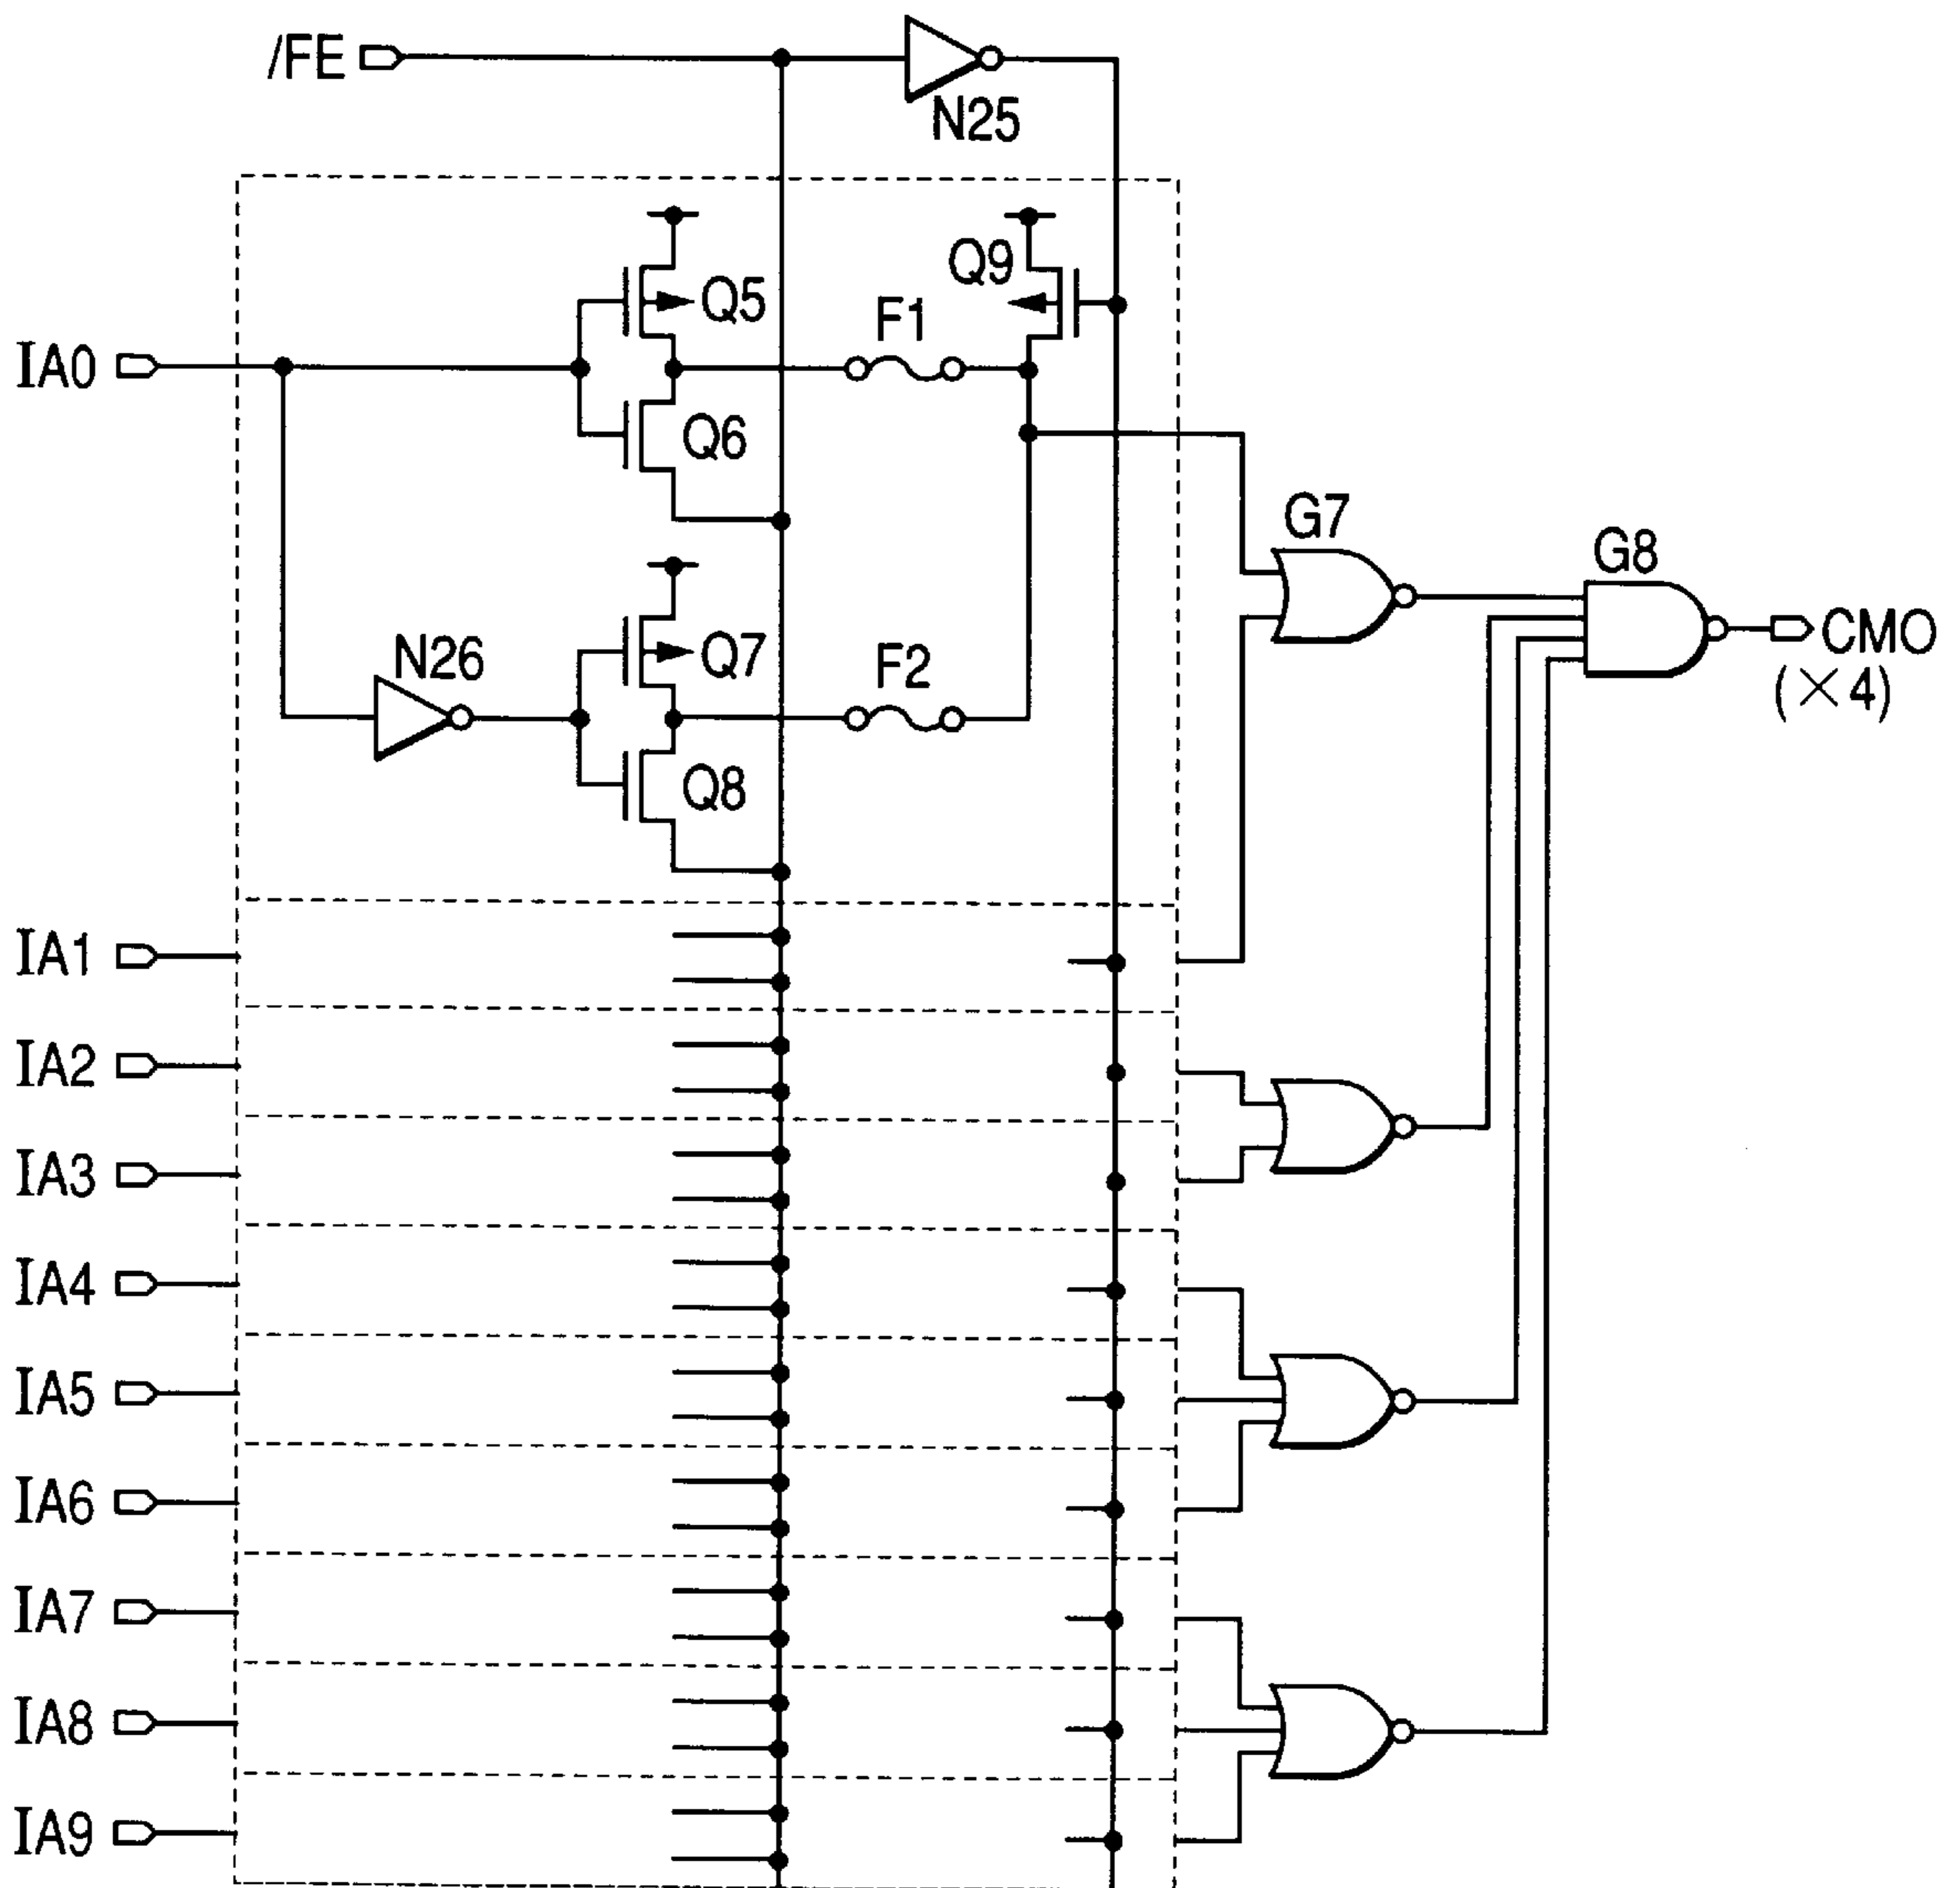 /FE
N25
Q5
Q9
F1
IA0
Q6
G7
G8
N26
Q7
F2
CMO
(×4)
Q8
IA1
IA2
IA3
IA4
IA5
IA6
IA7
IA8
IA9